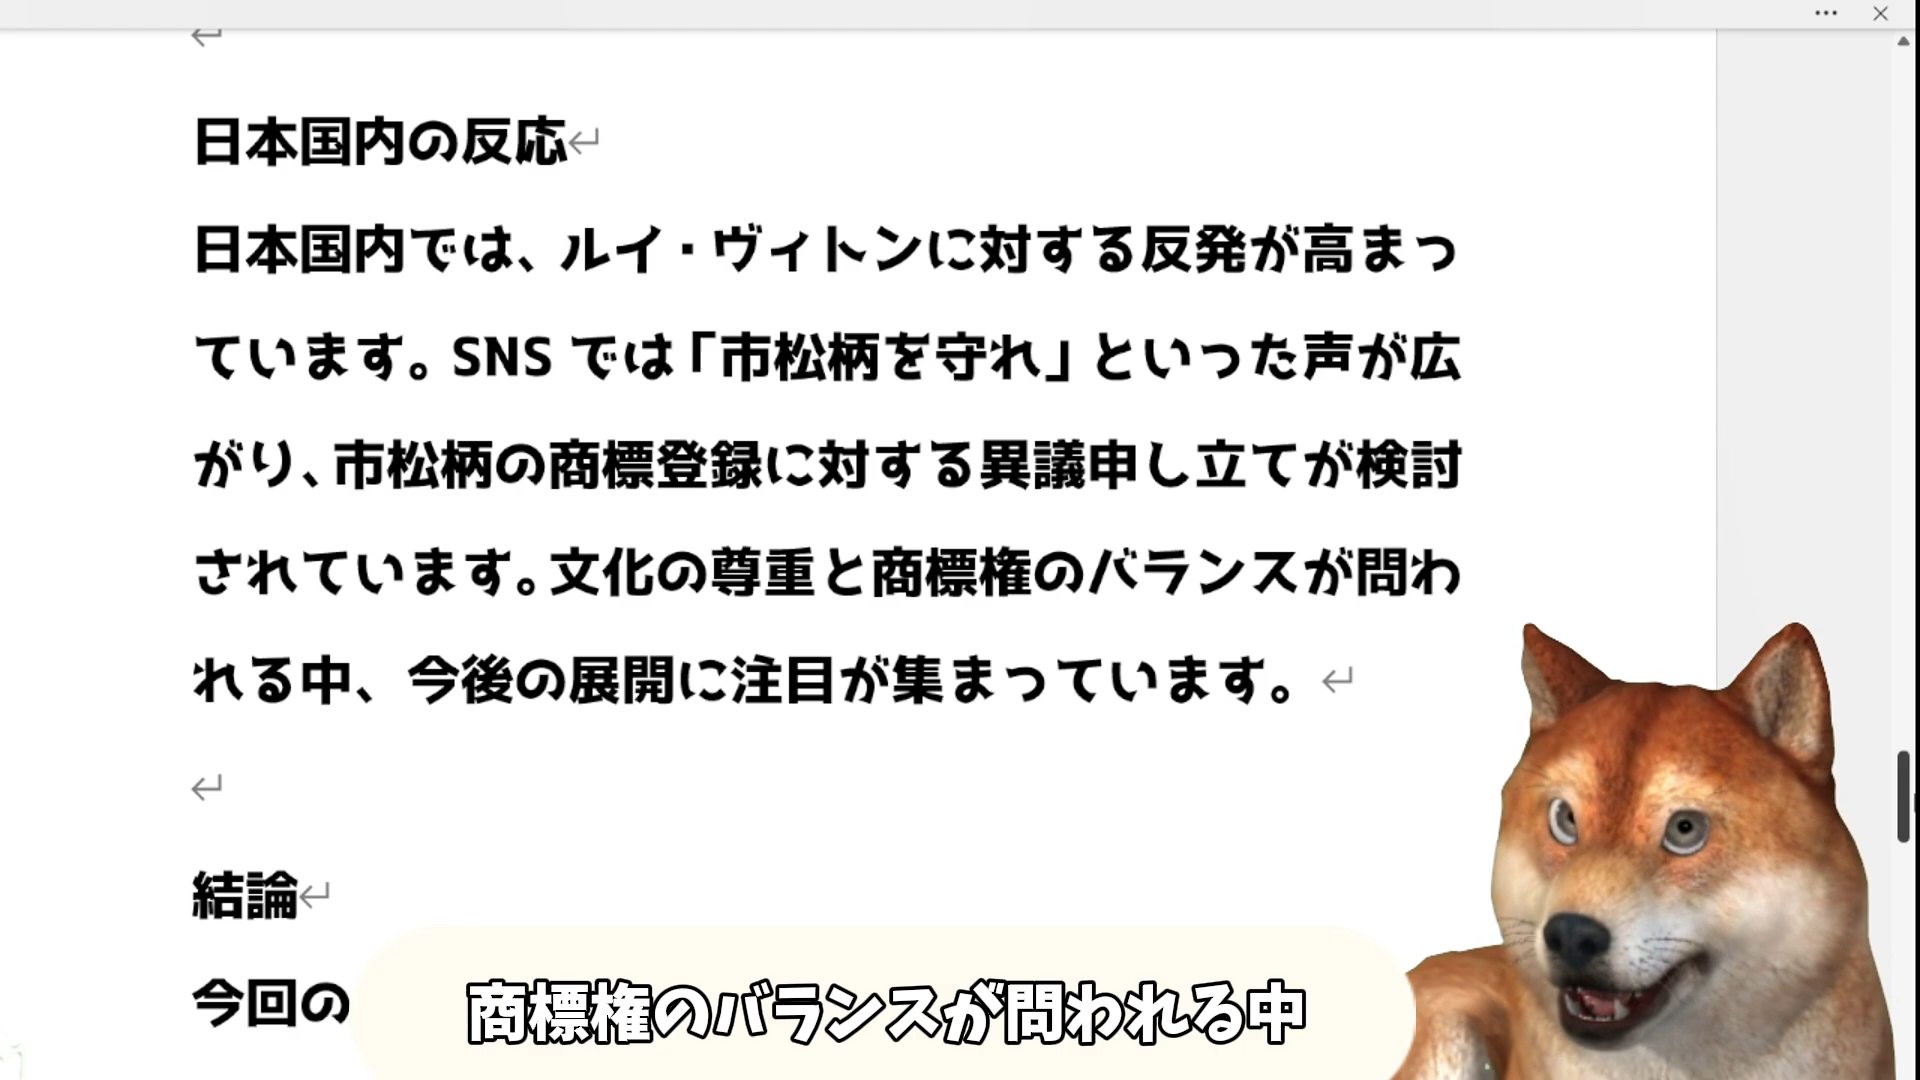 日本国内の反応
日本国内では、ルイ・ヴィトンに対する反発が高まっ
ています。SNS では「市松柄を守れ」といった声が広
がり、市松柄の商標登録に対する異議申し立てが検討
されています。文化の尊重と商標権のバランスが問わ
れる中、今後の展開に注目が集まっています。
結論
今回の
商標権のバランスが問われる中